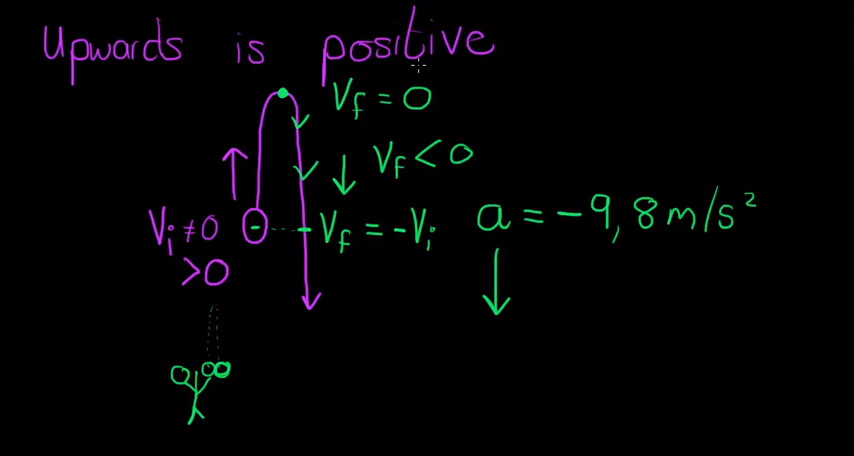 Upwards is positive
Vf = 0
Vf < 0
Vi ≠ 0
> 0
Vf = -Vi
a = -9,8 m/s²